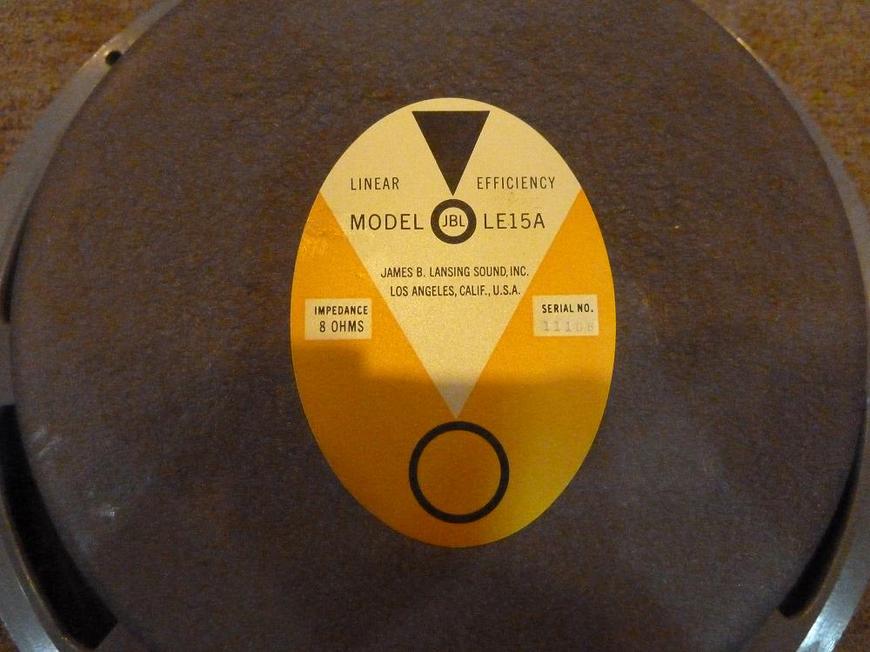 LINEAR EFFICIENCY
MODEL JBL LE15A
JAMES B. LANSING SOUND, INC.
LOS ANGELES, CALIF., U.S.A.
IMPEDANCE
8 OHMS
SERIAL NO.